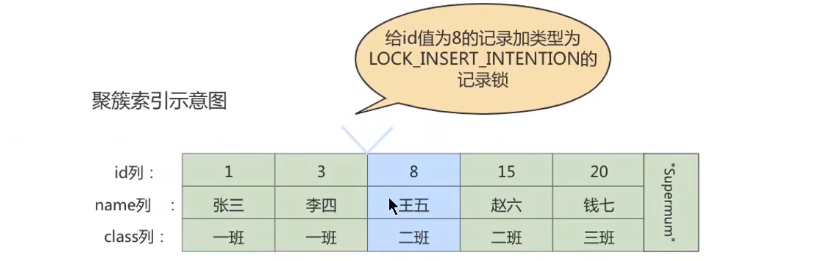 给id值为8的记录加类型为
LOCK_INSERT_INTENTION的
记录锁
聚簇索引示意图
id列： 1 3 8 15 20 "Supermum"
name列 ： 张三 李四 王五 赵六 钱七
class列： 一班 一班 二班 二班 三班